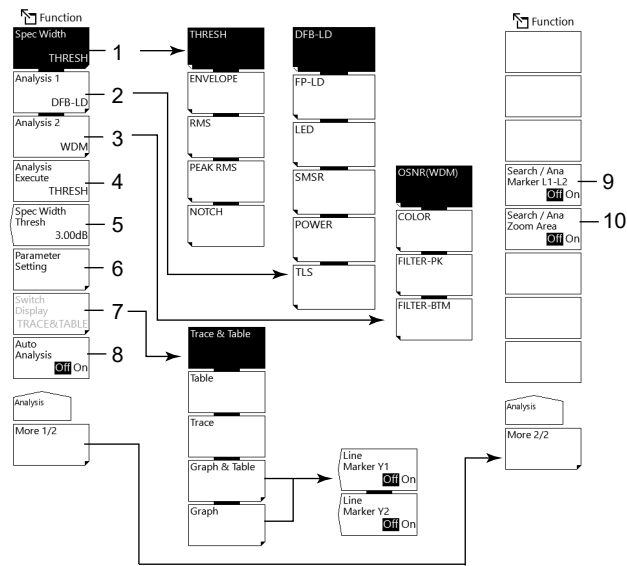 Function
Spec Width
THRESH
1
Analysis 1
DFB-LD
2
Analysis 2
WDM
3
Analysis
Execute
THRESH
4
Spec Width
Thresh
3.00dB
5
Parameter
Setting
6
Switch
Display
TRACE&TABLE
7
Auto
Analysis
Off On
8
Analysis
More 1/2
THRESH
ENVELOPE
RMS
PEAK RMS
NOTCH
DFB-LD
FP-LD
LED
SMSR
POWER
TLS
OSNR(WDM)
COLOR
FILTER-PK
FILTER-BTM
Trace & Table
Table
Trace
Graph & Table
Graph
Line
Marker Y1
Off On
Line
Marker Y2
Off On
Function
Search / Ana
Marker L1-L2
Off On
9
Search / Ana
Zoom Area
Off On
10
Analysis
More 2/2